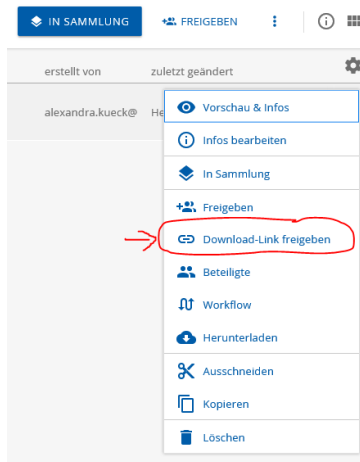 IN SAMMLUNG FREIGEBEN
erstellt von zuletzt geändert
alexandra.kueck@ He
Vorschau & Infos
Infos bearbeiten
In Sammlung
Freigeben
Download-Link freigeben
Beteiligte
Workflow
Herunterladen
Ausschneiden
Kopieren
Löschen